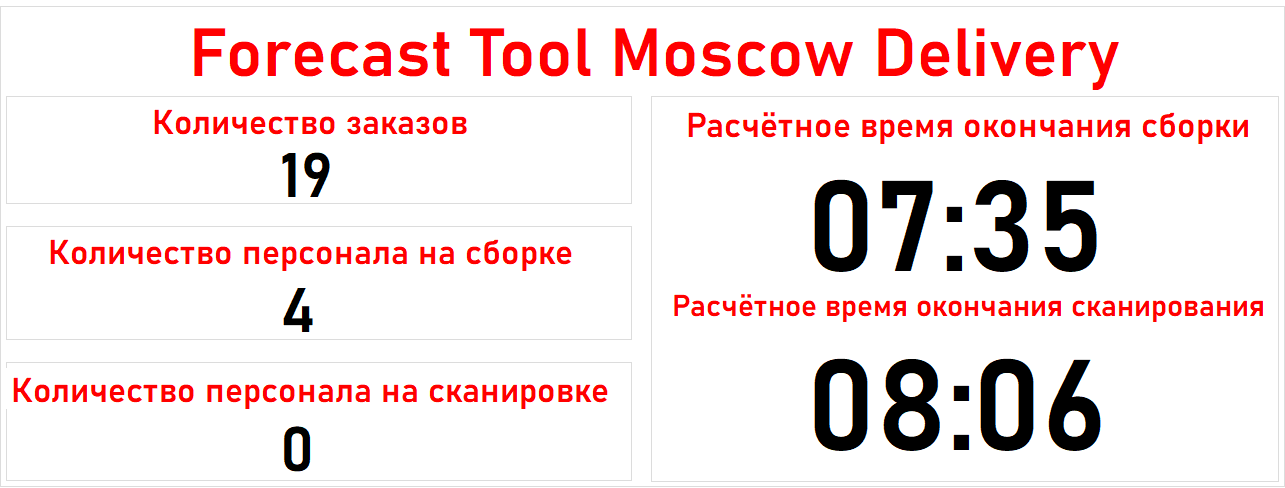 Forecast Tool Moscow Delivery
Количество заказов
19
Количество персонала на сборке
4
Количество персонала на сканировке
0
Расчётное время окончания сборки
07:35
Расчётное время окончания сканирования
08:06